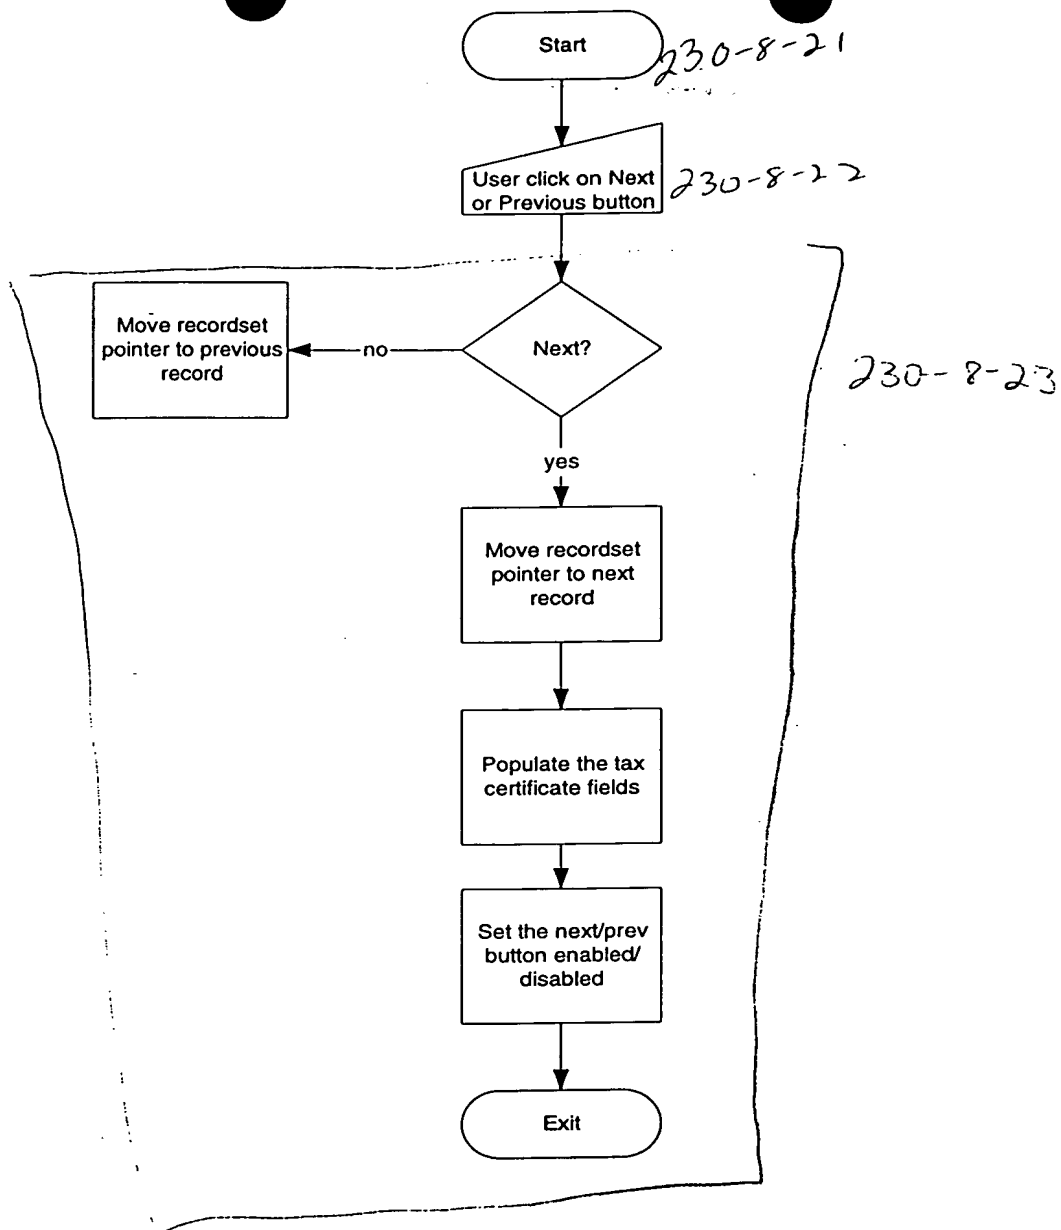 Start
230-8-21
User click on Next
or Previous button
230-8-22
Move recordset
pointer to previous
record
no
Next?
230-8-23
yes
Move recordset
pointer to next
record
Populate the tax
certificate fields
Set the next/prev
button enabled/
disabled
Exit